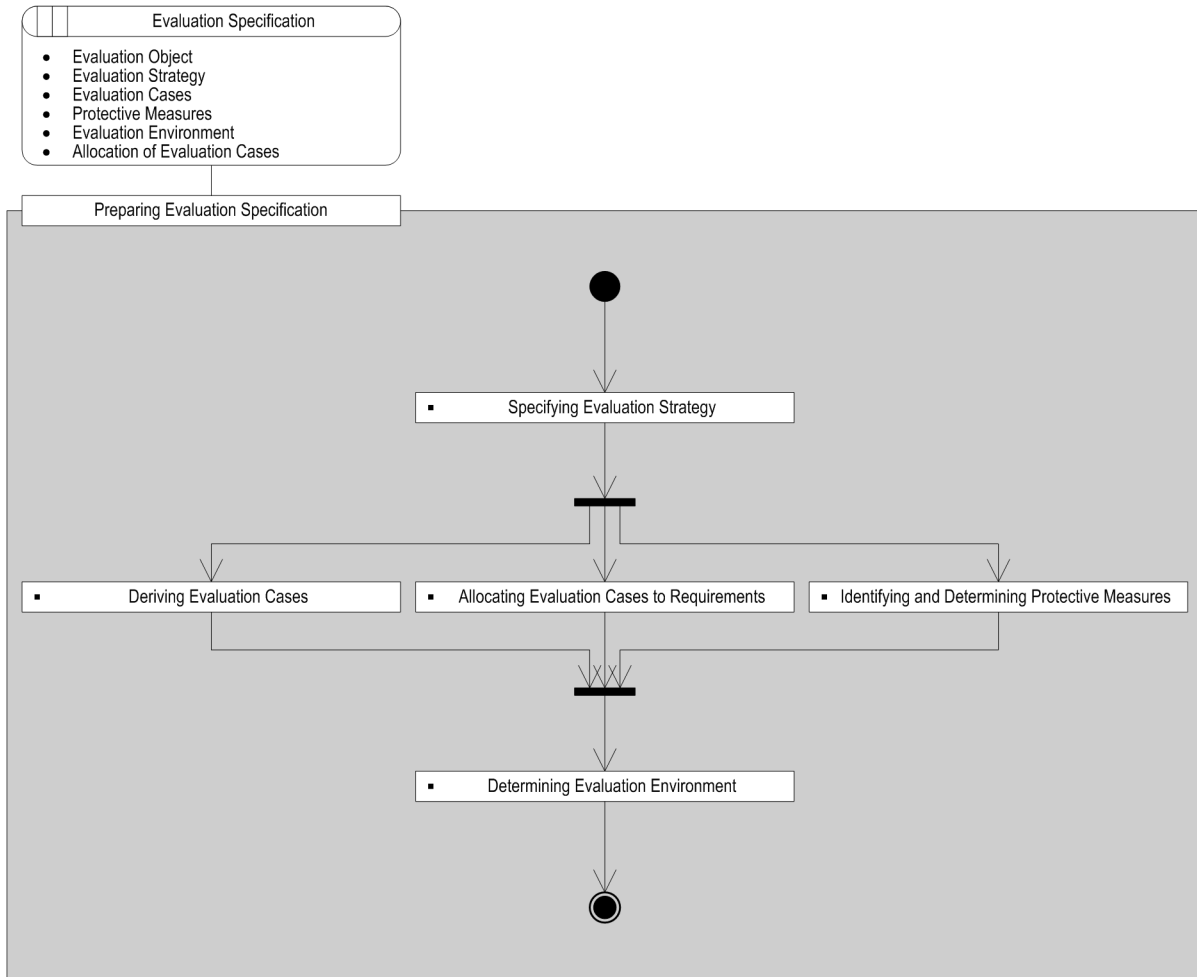 Evaluation Specification
• Evaluation Object
• Evaluation Strategy
• Evaluation Cases
• Protective Measures
• Evaluation Environment
• Allocation of Evaluation Cases
Preparing Evaluation Specification
▪ Specifying Evaluation Strategy
▪ Deriving Evaluation Cases
▪ Allocating Evaluation Cases to Requirements
▪ Identifying and Determining Protective Measures
▪ Determining Evaluation Environment